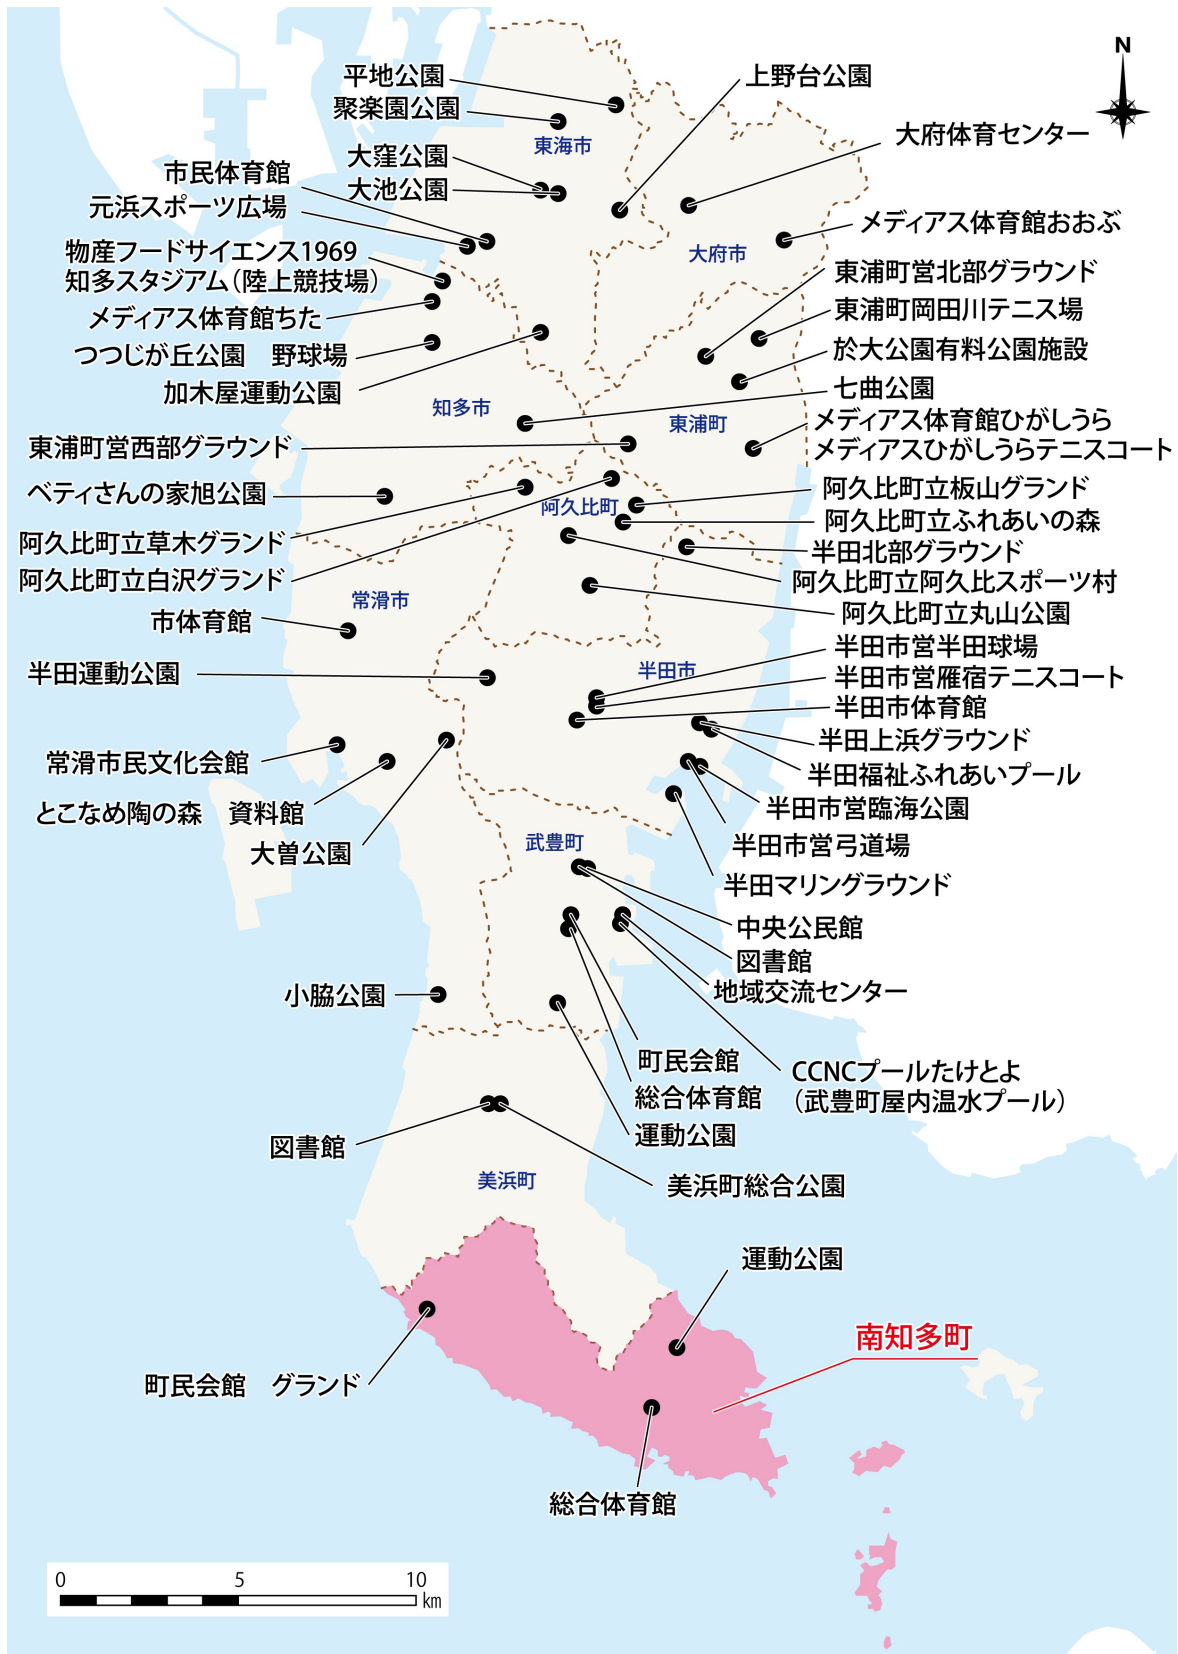 N
平地公園
聚楽園公園
上野台公園
大府体育センター
東海市
大窪公園
大池公園
市民体育館
元浜スポーツ広場
メディアス体育館おおぶ
大府市
物産フードサイエンス1969
知多スタジアム（陸上競技場）
東浦町営北部グラウンド
メディアス体育館ちた
東浦町岡田川テニス場
つつじが丘公園　野球場
於大公園有料公園施設
加木屋運動公園
七曲公園
知多市
東浦町
メディアス体育館ひがしうら
メディアスひがしうらテニスコート
東浦町営西部グラウンド
ベティさんの家旭公園
阿久比町立板山グランド
阿久比町
阿久比町立ふれあいの森
阿久比町立草木グランド
半田北部グラウンド
阿久比町立白沢グランド
阿久比町立阿久比スポーツ村
常滑市
阿久比町立丸山公園
市体育館
半田市営半田球場
半田運動公園
半田市
半田市営雁宿テニスコート
半田市体育館
半田上浜グラウンド
常滑市民文化会館
半田福祉ふれあいプール
とこなめ陶の森　資料館
半田市営臨海公園
大曽公園
武豊町
半田市営弓道場
半田マリングラウンド
中央公民館
図書館
地域交流センター
小脇公園
町民会館
CCNCプールたけとよ
（武豊町屋内温水プール）
総合体育館
運動公園
図書館
美浜町
美浜町総合公園
運動公園
南知多町
町民会館　グランド
総合体育館
0 5 10
km